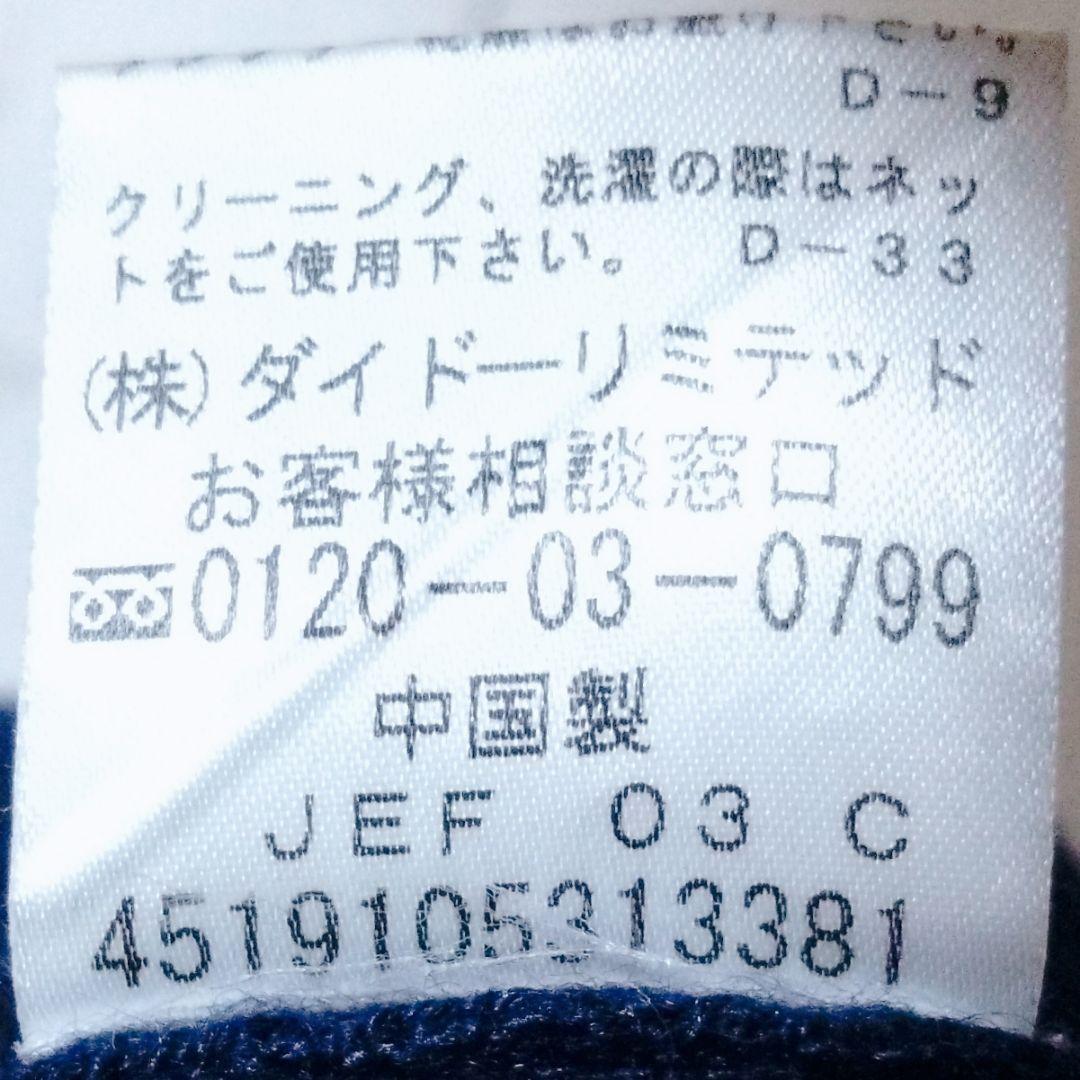 D-9
クリーニング、洗濯の際はネッ
トをご使用下さい。 D-33
(株)ダイドーリミテッド
お客様相談窓口
0120-03-0799
中国製
JEF 03 C
4519105313381